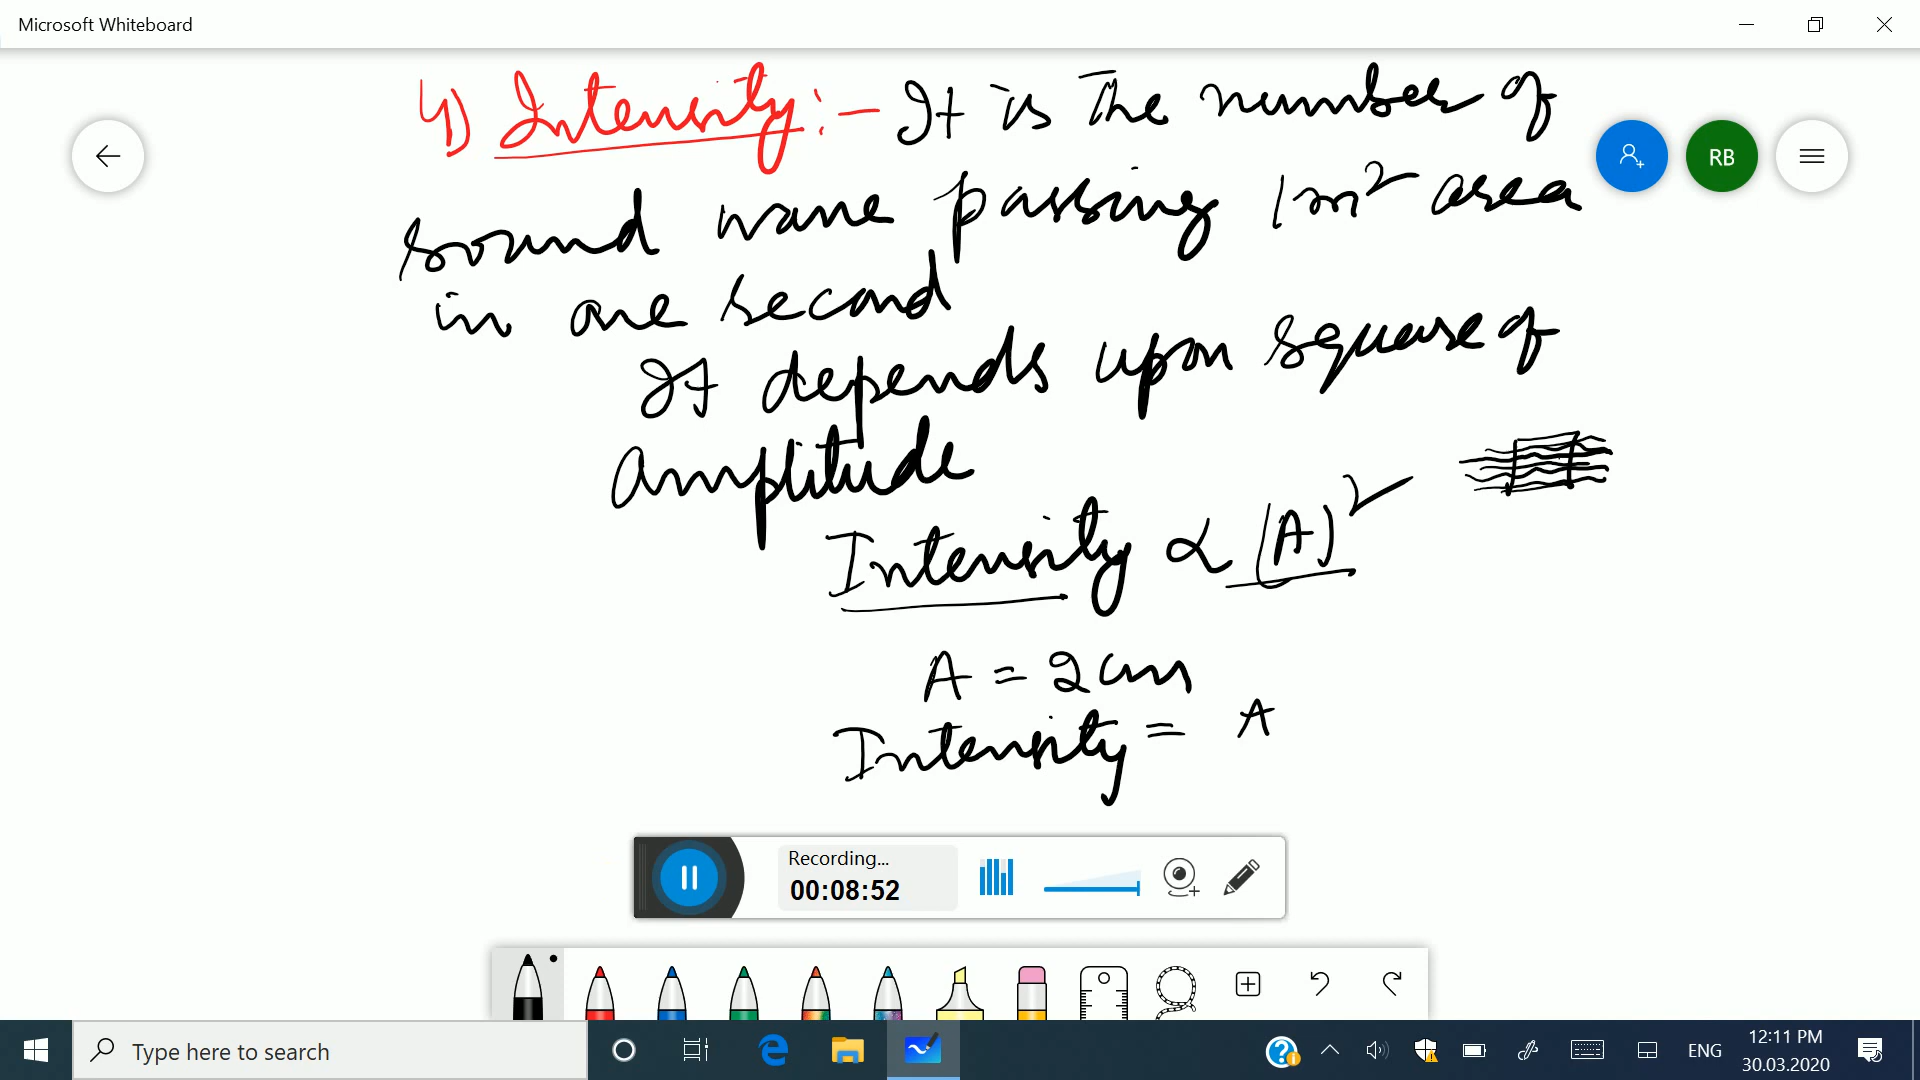 Microsoft Whiteboard
4) Intensity :- It is the number of
sound wave passing 1m² area
in one second
It depends upon square of
amplitude
Intensity ∝ (A)²
A = 2cm
Intensity = A
RB
Recording...
00:08:52
Type here to search
ENG
12:11 PM
30.03.2020